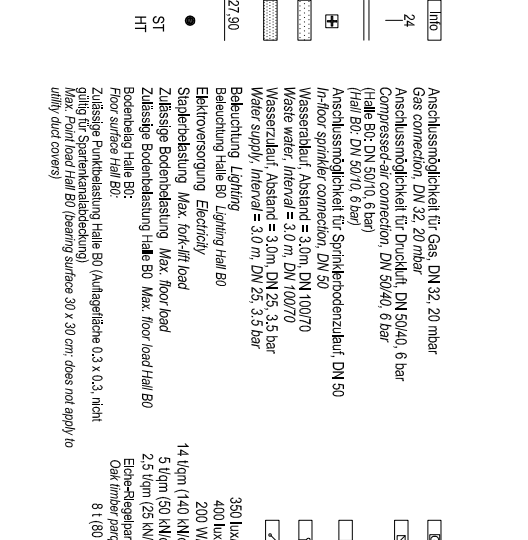 Info
Anschlussmöglichkeit für Gas, DN 32, 20 mbar
Gas connection, DN 32, 20 mbar
24
Anschlussmöglichkeit für Druckluft, DN 50/40, 6 bar
Compressed-air connection, DN 50/40, 6 bar
(Halle B0: DN 50/10, 6 bar)
(Hall B0: DN 50/10, 6 bar)
Anschlussmöglichkeit für Sprinklerbodenzulauf, DN 50
In-floor sprinkler connection, DN 50
Wasserablauf, Abstand = 3,0m, DN 100/70
Waste water, Interval = 3.0 m, DN 100/70
Wasserzulauf, Abstand = 3,0m, DN 25, 3,5 bar
Water supply, Interval = 3.0 m, DN 25, 3.5 bar
27,90
Beleuchtung Lighting 350 lux
Beleuchtung Halle B0 Lighting Hall B0 400 lux
Elektroversorgung Electricity 200 W
Staplerbelastung Max. fork-lift load 14 t/qm (140 kN/
ST Zulässige Bodenbelastung Max. floor load 5 t/qm (50 kN/
HT Zulässige Bodenbelastung Halle B0 Max. floor load Hall B0 2,5 t/qm (25 kN/
Bodenbelag Halle B0: Eiche-Riegelpar
Floor surface Hall B0: Oak timber parq
Zulässige Punktbelastung Halle B0 (Auflagefläche 0.3 x 0.3, nicht 8 t (80
gültig für Spartenkanalabdeckung)
Max. Point load Hall B0 (bearing surface 30 x 30 cm; does not apply to
utility duct covers)